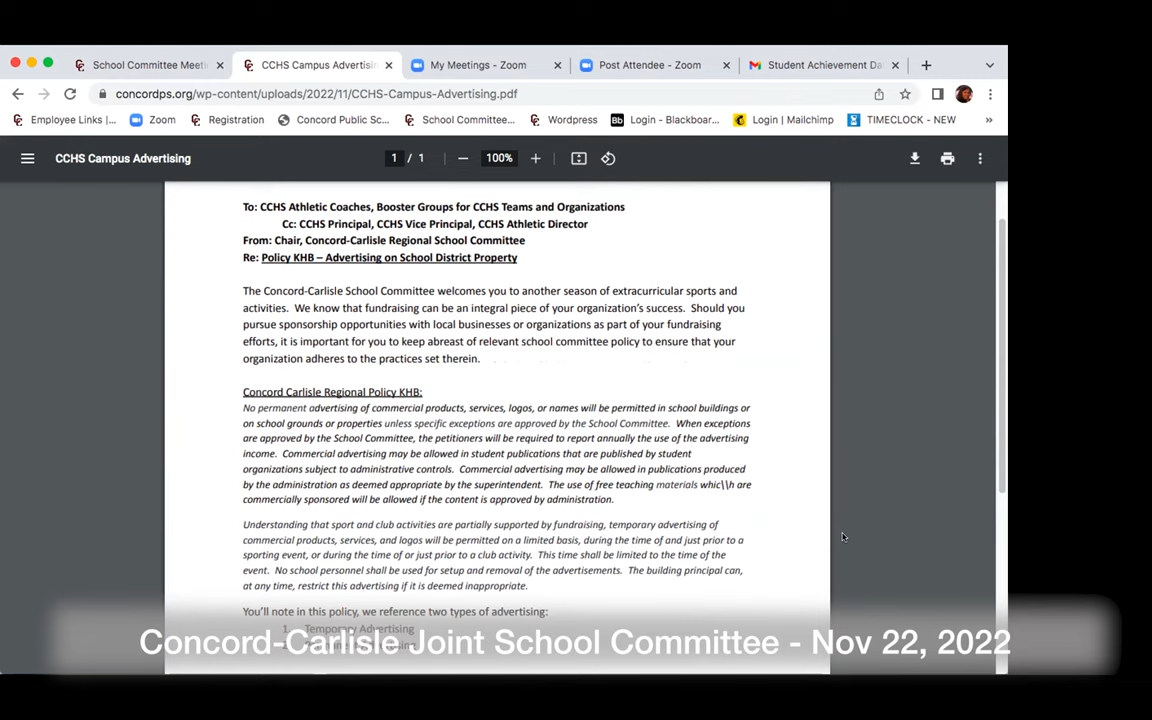 School Committee Meeti
CCHS Campus Advertisin
My Meetings - Zoom
Post Attendee - Zoom
Student Achievement Da
concordps.org/wp-content/uploads/2022/11/CCHS-Campus-Advertising.pdf
Employee Links |...
Zoom
Registration
Concord Public Sc...
School Committee...
Wordpress
Bb
Login - Blackboar...
Login | Mailchimp
TIMECLOCK - NEW
»
CCHS Campus Advertising
1 / 1
100%
To: CCHS Athletic Coaches, Booster Groups for CCHS Teams and Organizations
Cc: CCHS Principal, CCHS Vice Principal, CCHS Athletic Director
From: Chair, Concord-Carlisle Regional School Committee
Re: Policy KHB – Advertising on School District Property
The Concord-Carlisle School Committee welcomes you to another season of extracurricular sports and
activities. We know that fundraising can be an integral piece of your organization's success. Should you
pursue sponsorship opportunities with local businesses or organizations as part of your fundraising
efforts, it is important for you to keep abreast of relevant school committee policy to ensure that your
organization adheres to the practices set therein.
Concord Carlisle Regional Policy KHB:
No permanent advertising of commercial products, services, logos, or names will be permitted in school buildings or
on school grounds or properties unless specific exceptions are approved by the School Committee. When exceptions
are approved by the School Committee, the petitioners will be required to report annually the use of the advertising
income. Commercial advertising may be allowed in student publications that are published by student
organizations subject to administrative controls. Commercial advertising may be allowed in publications produced
by the administration as deemed appropriate by the superintendent. The use of free teaching materials whic\\h are
commercially sponsored will be allowed if the content is approved by administration.
Understanding that sport and club activities are partially supported by fundraising, temporary advertising of
commercial products, services, and logos will be permitted on a limited basis, during the time of and just prior to a
sporting event, or during the time of or just prior to a club activity. This time shall be limited to the time of the
event. No school personnel shall be used for setup and removal of the advertisements. The building principal can,
at any time, restrict this advertising if it is deemed inappropriate.
You'll note in this policy, we reference two types of advertising:
1. Temporary Advertising
Concord-Carlisle Joint School Committee - Nov 22, 2022